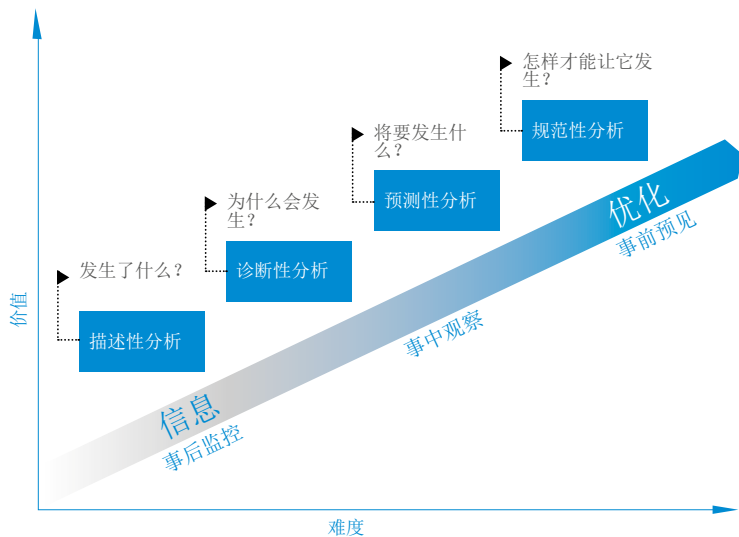 怎样才能让它发
生？
规范性分析
将要发生什
么？
预测性分析
为什么会发
生？
诊断性分析
发生了什么？
描述性分析
优化
事前预见
事中观察
信息
事后监控
价值
难度